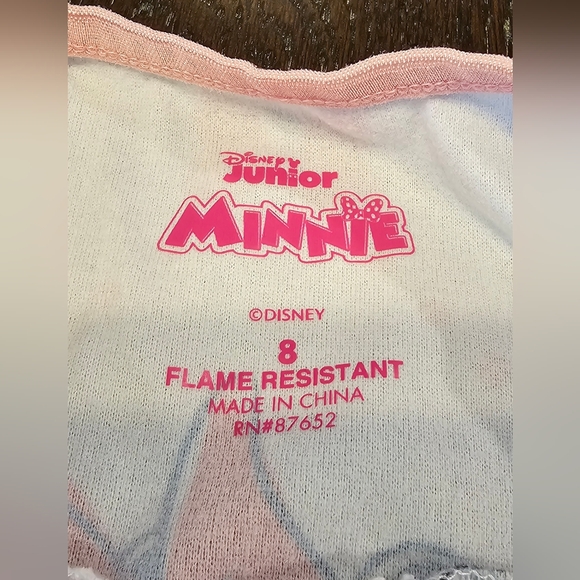 Disney
Junior
MINNIE
©DISNEY
8
FLAME RESISTANT
MADE IN CHINA
RN#87652